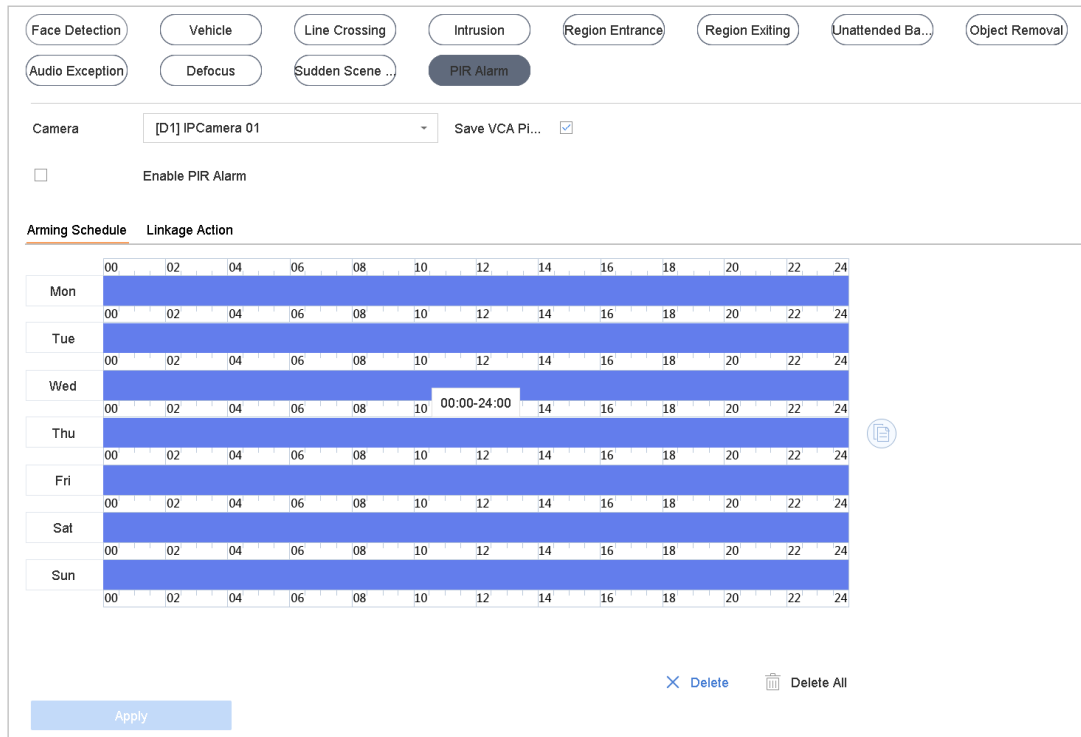 Face Detection Vehicle Line Crossing Intrusion Region Entrance Region Exiting Unattended Ba... Object Removal
Audio Exception Defocus Sudden Scene ... PIR Alarm
Camera [D1] IPCamera 01 Save VCA Pi...
Enable PIR Alarm
Arming Schedule Linkage Action
00 02 04 06 08 10 12 14 16 18 20 22 24
Mon
00 02 04 06 08 10 12 14 16 18 20 22 24
Tue
00 02 04 06 08 10 12 14 16 18 20 22 24
Wed
00:00-24:00
00 02 04 06 08 10 14 16 18 20 22 24
Thu
00 02 04 06 08 10 12 14 16 18 20 22 24
Fri
00 02 04 06 08 10 12 14 16 18 20 22 24
Sat
00 02 04 06 08 10 12 14 16 18 20 22 24
Sun
00 02 04 06 08 10 12 14 16 18 20 22 24
Delete Delete All
Apply